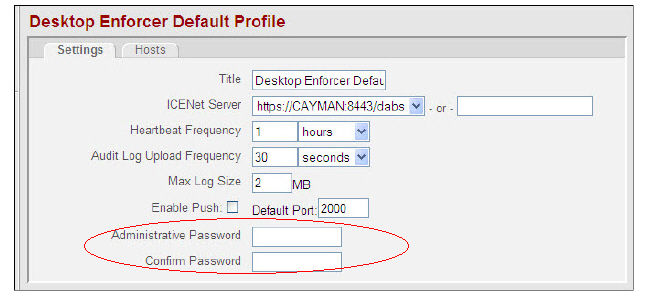 Desktop Enforcer Default Profile
Settings Hosts
Title Desktop Enforcer Defau
ICENet Server https://CAYMAN:8443/dabs - or -
Heartbeat Frequency 1 hours
Audit Log Upload Frequency 30 seconds
Max Log Size 2 MB
Enable Push: Default Port: 2000
Administrative Password
Confirm Password